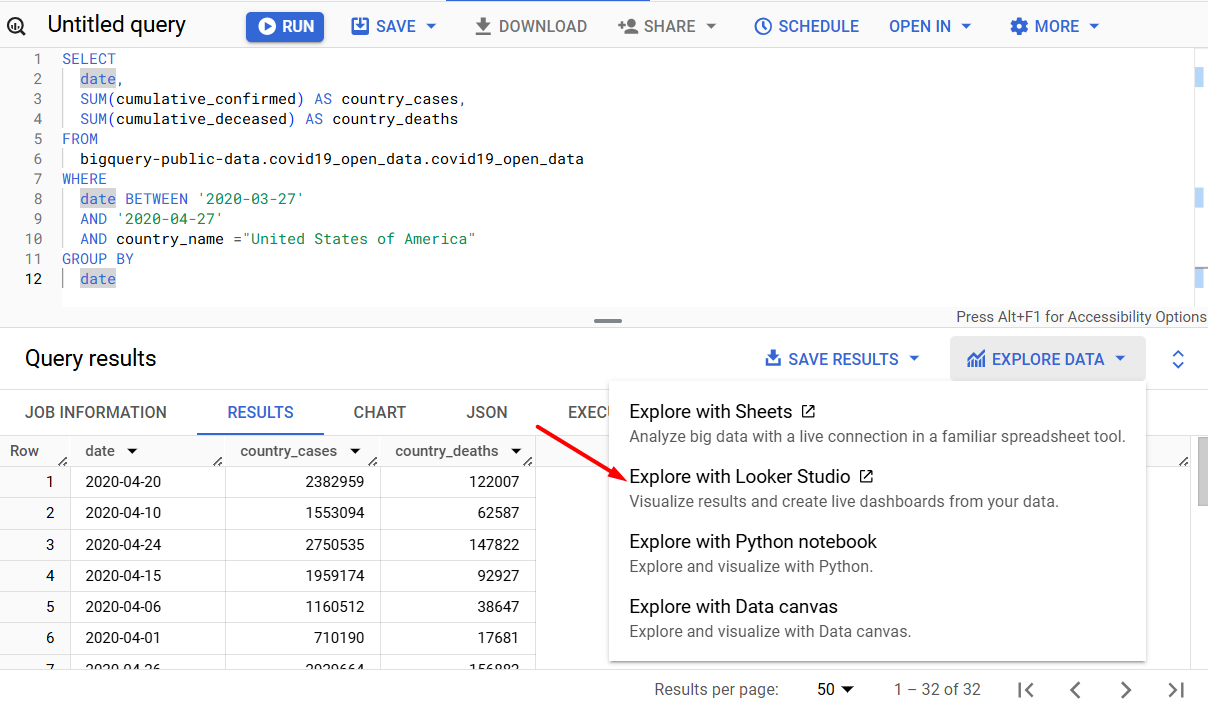 Untitled query
RUN
SAVE
DOWNLOAD
SHARE
SCHEDULE
OPEN IN
MORE
1 SELECT
2 date,
3 SUM(cumulative_confirmed) AS country_cases,
4 SUM(cumulative_deceased) AS country_deaths
5 FROM
6 bigquery-public-data.covid19_open_data.covid19_open_data
7 WHERE
8 date BETWEEN '2020-03-27'
9 AND '2020-04-27'
10 AND country_name ="United States of America"
11 GROUP BY
12 date
Press Alt+F1 for Accessibility Options
Query results
SAVE RESULTS
EXPLORE DATA
JOB INFORMATION
RESULTS
CHART
JSON
Explore with Sheets
Analyze big data with a live connection in a familiar spreadsheet tool.
Explore with Looker Studio
Visualize results and create live dashboards from your data.
Explore with Python notebook
Explore and visualize with Python.
Explore with Data canvas
Explore and visualize with Data canvas.
Row date country_cases country_deaths
1 2020-04-20 2382959 122007
2 2020-04-10 1553094 62587
3 2020-04-24 2750535 147822
4 2020-04-15 1959174 92927
5 2020-04-06 1160512 38647
6 2020-04-01 710190 17681
Results per page: 50 1 – 32 of 32